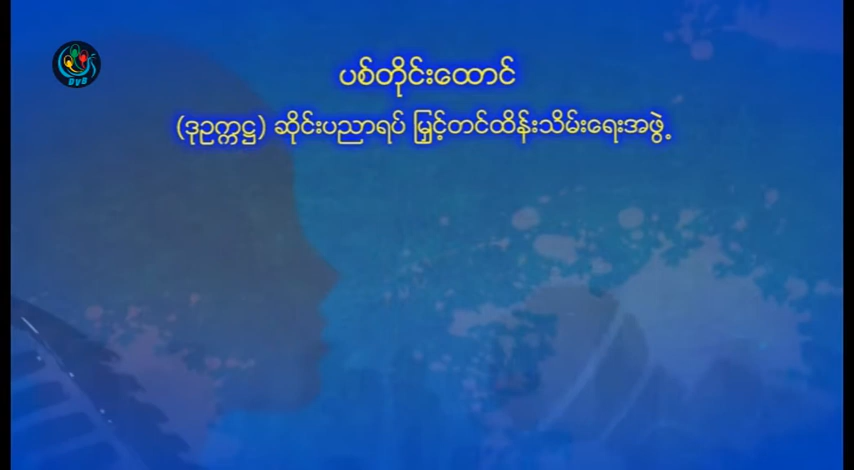 DVB
ပစ်တိုင်းထောင်
(ဒုဥက္ကဋ္ဌ) ဆိုင်းပညာရပ် မြှင့်တင်ထိန်းသိမ်းရေးအဖွဲ့